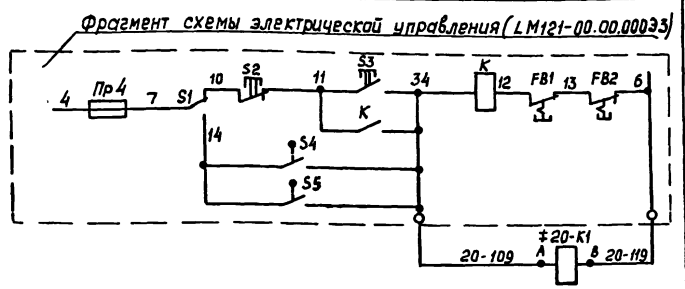 Фрагмент схемы электрической управления (LM121-00.00.000Э3)
4 Пр4 7 S1 10 S2 11 S3 34 K 12 FB1 13 FB2 6
K
14
S4
S5
‡20-K1
20-109 A B 20-119